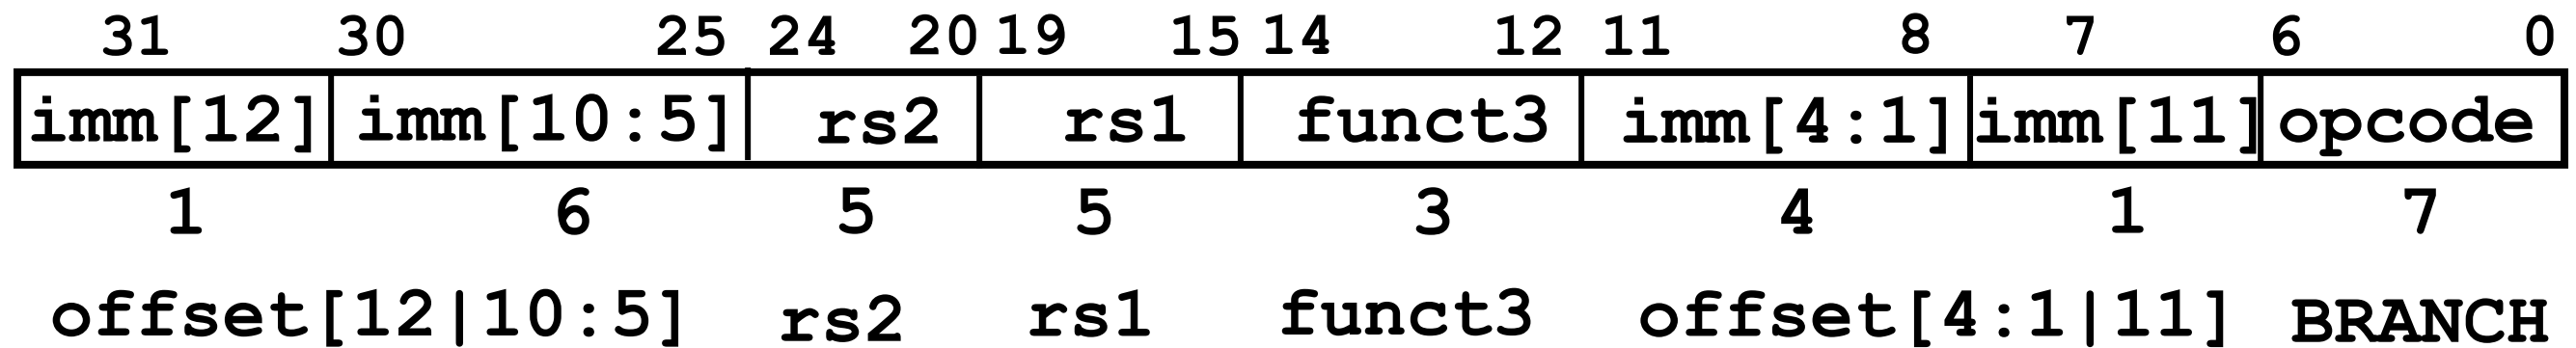 31 30 25 24 20 19 15 14 12 11 8 7 6 0
imm[12] imm[10:5] rs2 rs1 funct3 imm[4:1] imm[11] opcode
1 6 5 5 3 4 1 7
offset[12|10:5] rs2 rs1 funct3 offset[4:1|11] BRANCH